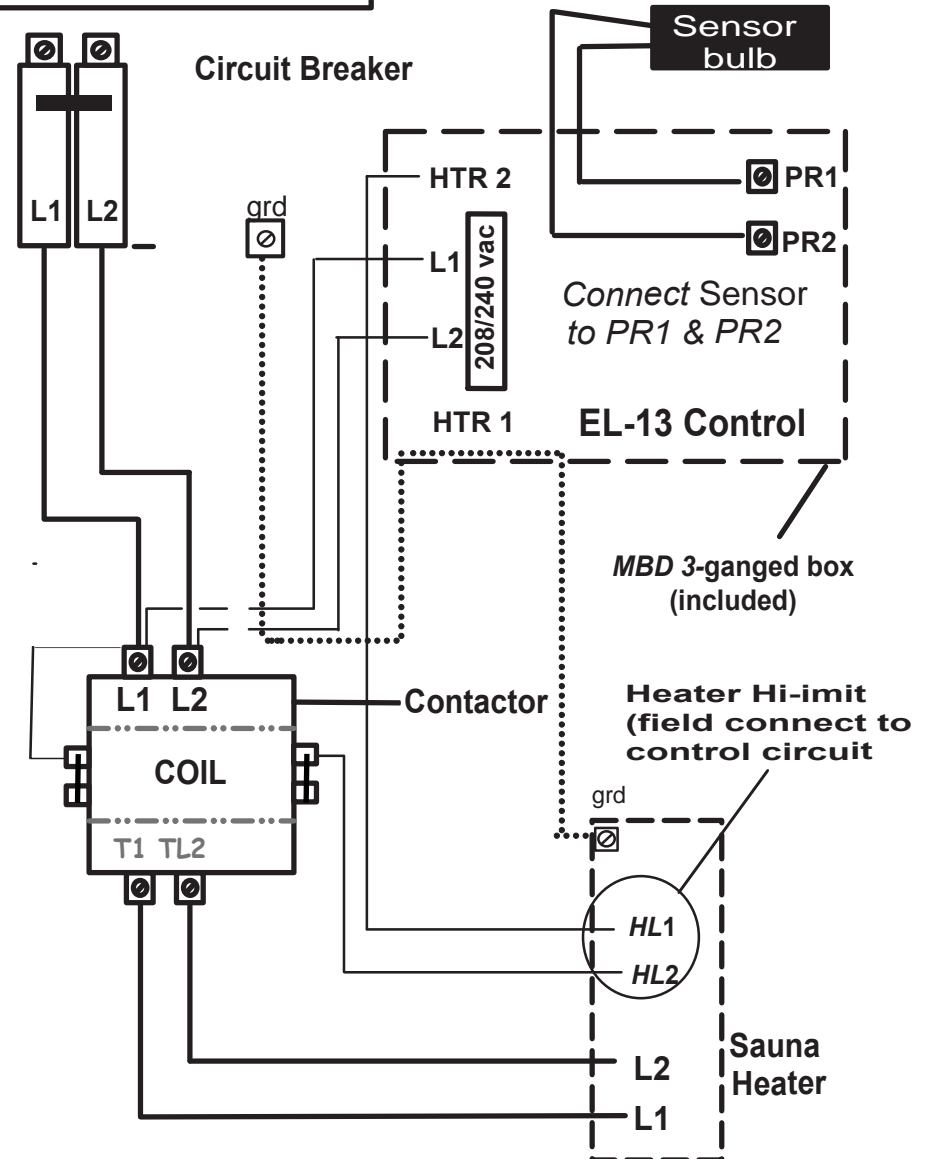 Sensor
bulb
Circuit Breaker
L1 L2
grd
HTR 2
PR1
L1
PR2
208/240 vac
L2
Connect Sensor
to PR1 & PR2
HTR 1
EL-13 Control
MBD 3-ganged box
(included)
L1 L2
Contactor
Heater Hi-imit
(field connect to
control circuit
COIL
grd
T1 TL2
HL1
HL2
Sauna
Heater
L2
L1